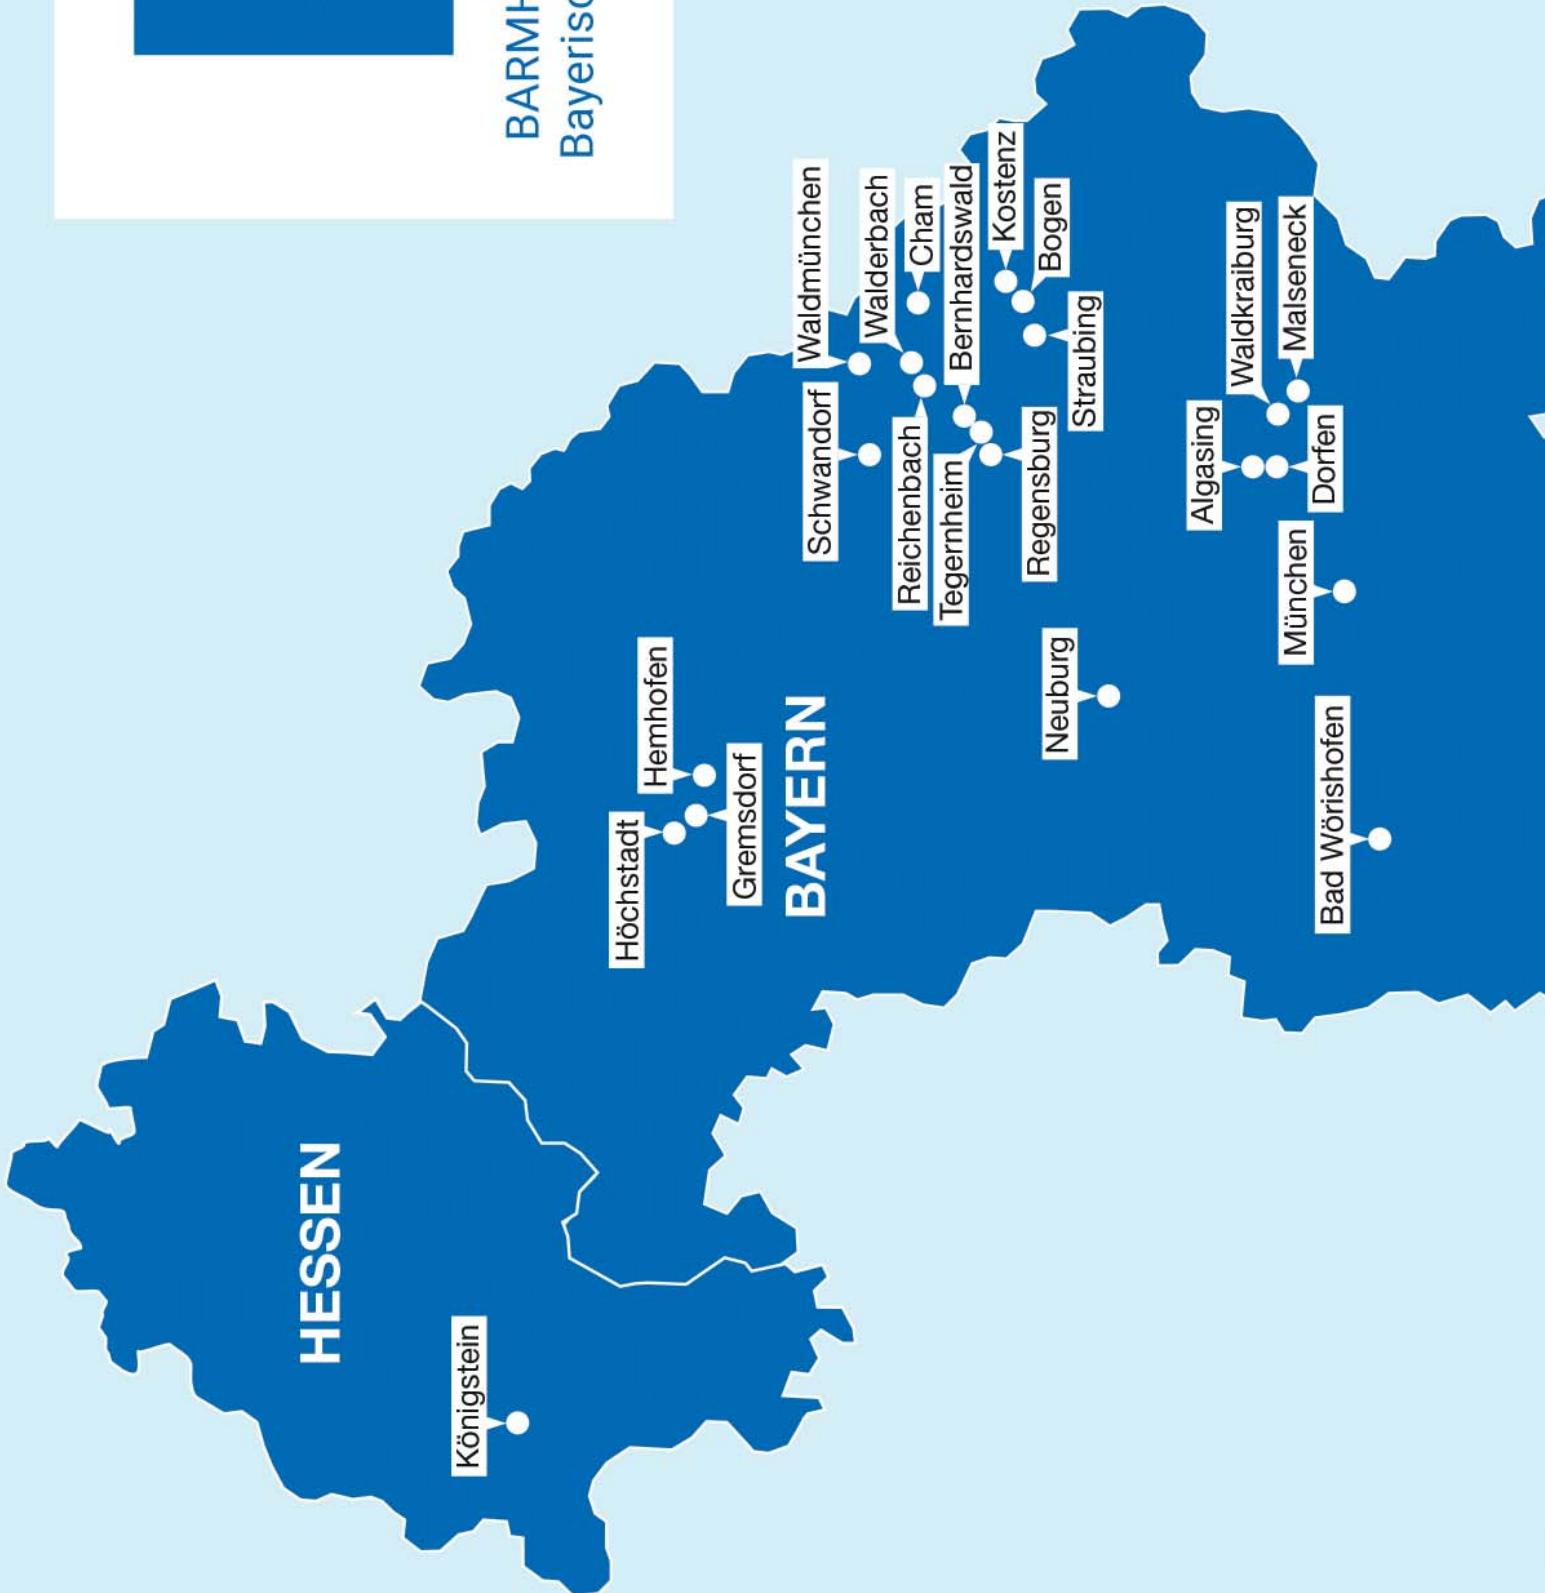 BARMH
Bayerisc
HESSEN
Königstein
BAYERN
Höchstadt
Hemhofen
Gremsdorf
Waldmünchen
Schwandorf
Walderbach
Cham
Reichenbach
Bernhardswald
Tegernheim
Kostenz
Regensburg
Bogen
Straubing
Neuburg
Algasing
Waldkraiburg
Malseneck
Dorfen
München
Bad Wörishofen